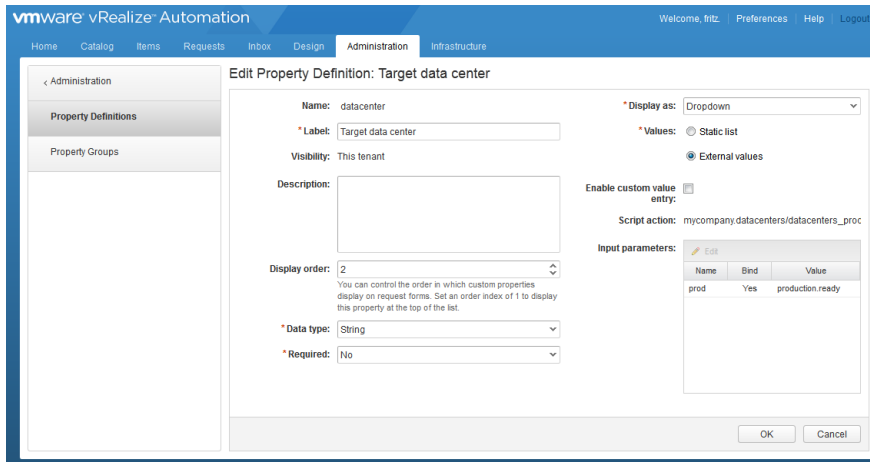 vmware® vRealize™ Automation
Welcome, fritz. Preferences Help Logout
Home Catalog Items Requests Inbox Design Administration Infrastructure
< Administration
Property Definitions
Property Groups
Edit Property Definition: Target data center
Name: datacenter
* Label: Target data center
Visibility: This tenant
Description:
Display order: 2
You can control the order in which custom properties
display on request forms. Set an order index of 1 to display
this property at the top of the list.
* Data type: String
* Required: No
* Display as: Dropdown
* Values: Static list
External values
Enable custom value
entry:
Script action: mycompany.datacenters/datacenters_proc
Input parameters:
Edit
Name Bind Value
prod Yes production.ready
OK Cancel